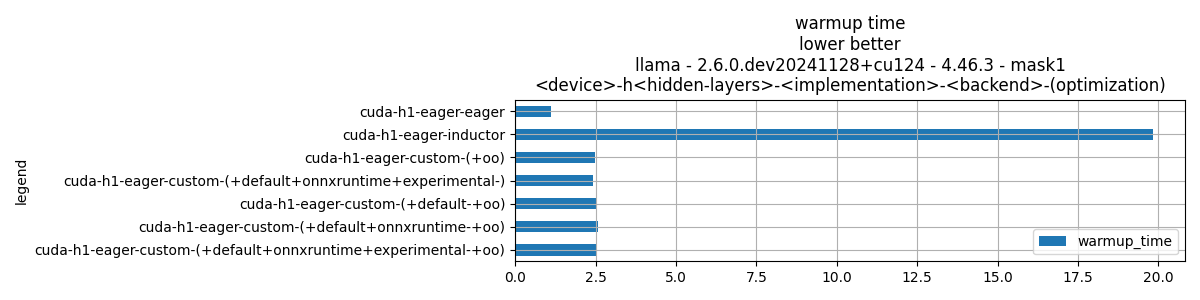 warmup time
lower better
llama - 2.6.0.dev20241128+cu124 - 4.46.3 - mask1
<device>-h<hidden-layers>-<implementation>-<backend>-(optimization)
legend
cuda-h1-eager-eager
cuda-h1-eager-inductor
cuda-h1-eager-custom-(+oo)
cuda-h1-eager-custom-(+default+onnxruntime+experimental-)
cuda-h1-eager-custom-(+default-+oo)
cuda-h1-eager-custom-(+default+onnxruntime-+oo)
cuda-h1-eager-custom-(+default+onnxruntime+experimental-+oo)
warmup_time
0.0 2.5 5.0 7.5 10.0 12.5 15.0 17.5 20.0